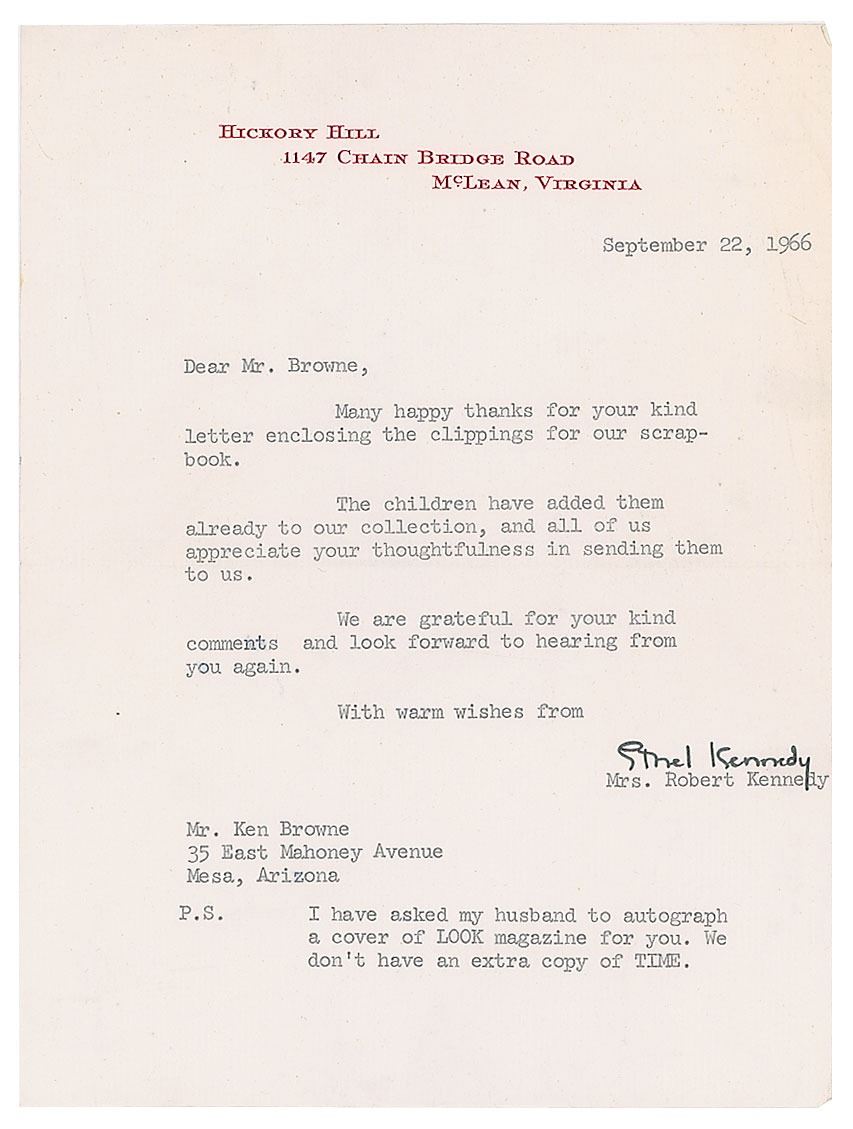 Hickory Hill
1147 Chain Bridge Road
McLean, Virginia
September 22, 1966
Dear Mr. Browne,
Many happy thanks for your kind
letter enclosing the clippings for our scrap-
book.
The children have added them
already to our collection, and all of us
appreciate your thoughtfulness in sending them
to us.
We are grateful for your kind
comments and look forward to hearing from
you again.
With warm wishes from
Ethel Kennedy
Mrs. Robert Kennedy
Mr. Ken Browne
35 East Mahoney Avenue
Mesa, Arizona
P.S. I have asked my husband to autograph
a cover of LOOK magazine for you. We
don't have an extra copy of TIME.